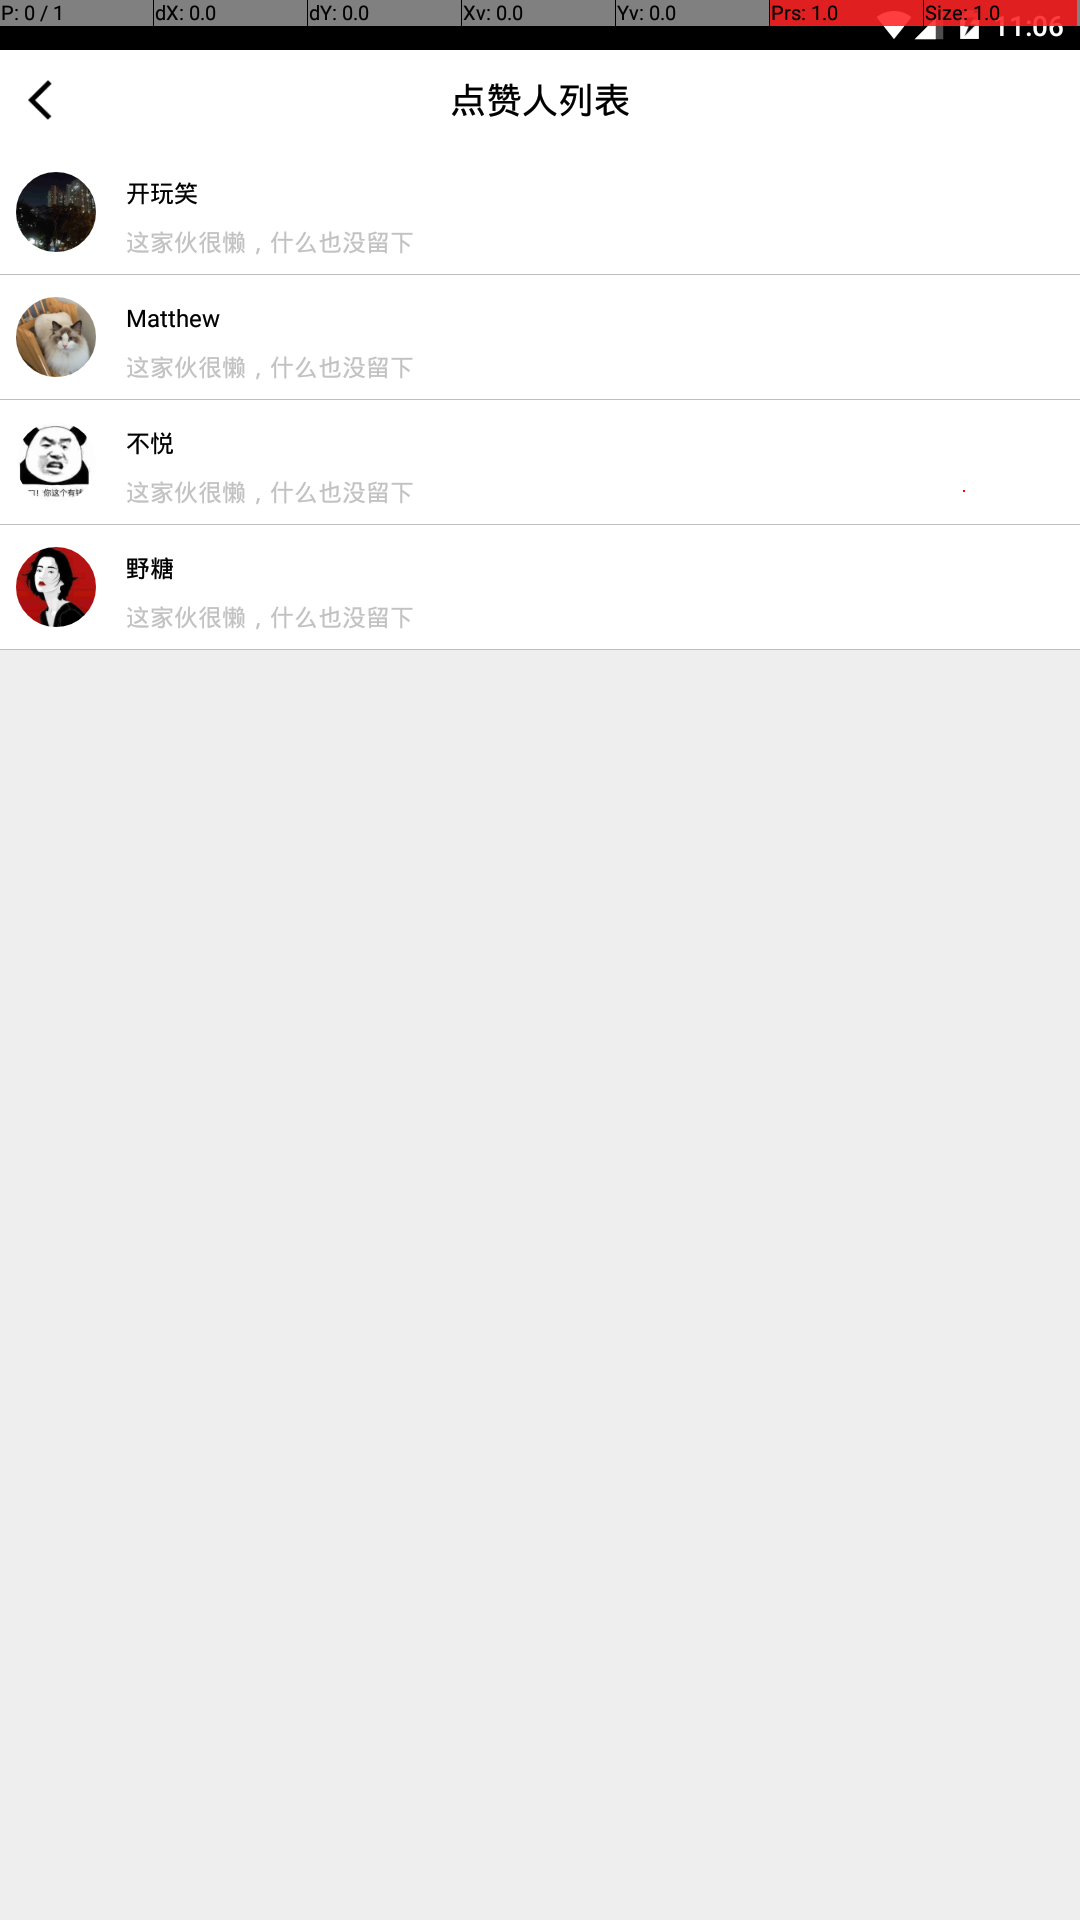 P: 0 / 1 dX: 0.0 dY: 0.0 Xv: 0.0 Yv: 0.0 Prs: 1.0 Size: 1.0
11:06
点赞人列表
开玩笑
这家伙很懒，什么也没留下
Matthew
这家伙很懒，什么也没留下
不悦
这家伙很懒，什么也没留下
野糖
这家伙很懒，什么也没留下